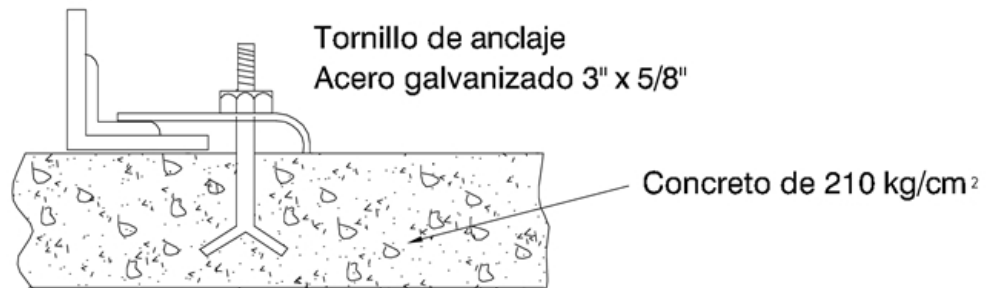 Tornillo de anclaje
Acero galvanizado 3" x 5/8"
Concreto de 210 kg/cm²